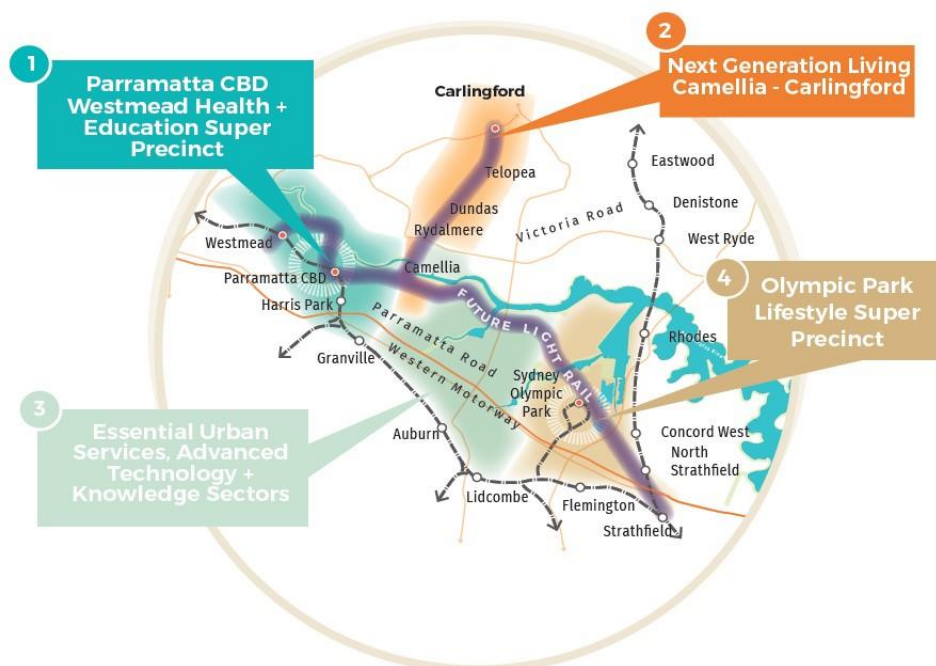 1
Parramatta CBD
Westmead Health +
Education Super
Precinct
2
Next Generation Living
Camellia - Carlingford
Carlingford
Telopea
Dundas
Rydalmere
Victoria Road
Eastwood
Denistone
West Ryde
Westmead
Parramatta CBD
Camellia
Harris Park
Granville
FUTURE LIGHT RAIL
Parramatta Road
Western Motorway
4
Olympic Park
Lifestyle Super
Precinct
Rhodes
Sydney
Olympic
Park
3
Essential Urban
Services, Advanced
Technology +
Knowledge Sectors
Auburn
Lidcombe
Flemington
Concord West
North
Strathfield
Strathfield